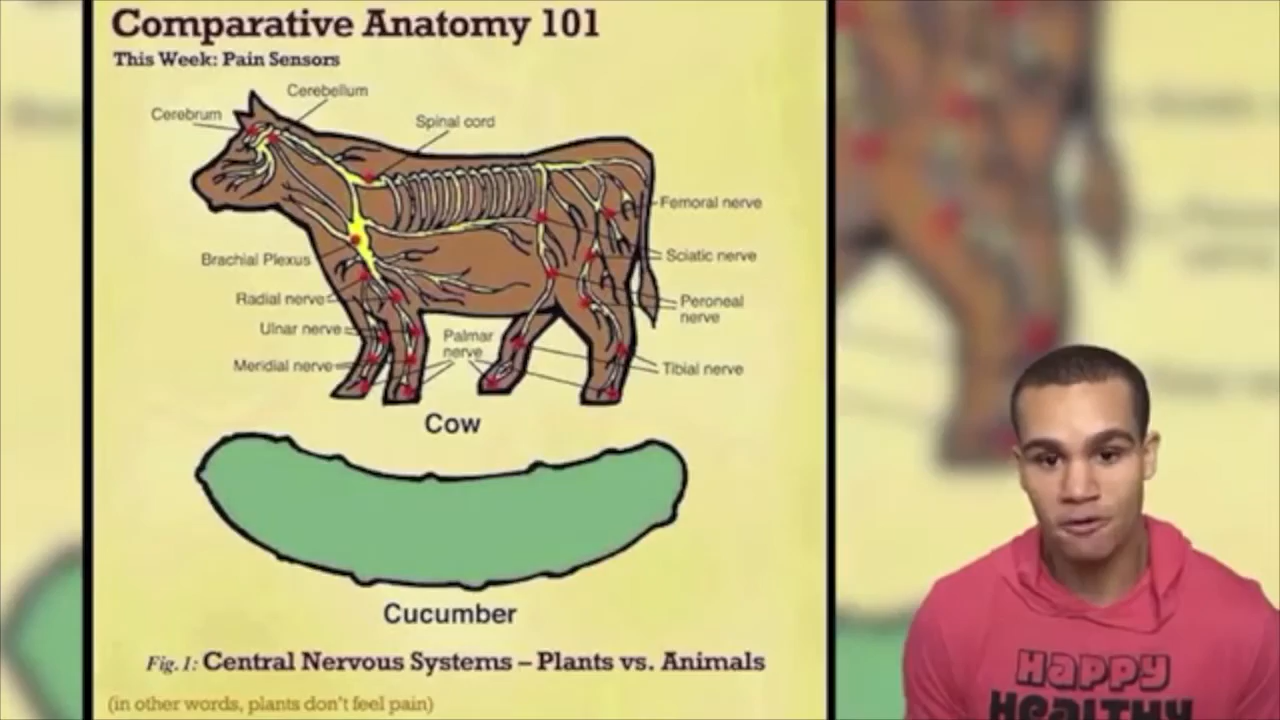 Comparative Anatomy 101
This Week: Pain Sensors
Cerebellum
Cerebrum
Spinal cord
Femoral nerve
Sciatic nerve
Brachial Plexus
Radial nerve
Peroneal
nerve
Ulnar nerve
Palmar
nerve
Meridial nerve
Tibial nerve
Cow
Cucumber
Fig. 1: Central Nervous Systems – Plants vs. Animals
(in other words, plants don't feel pain)
HAPPY
HEALTHY